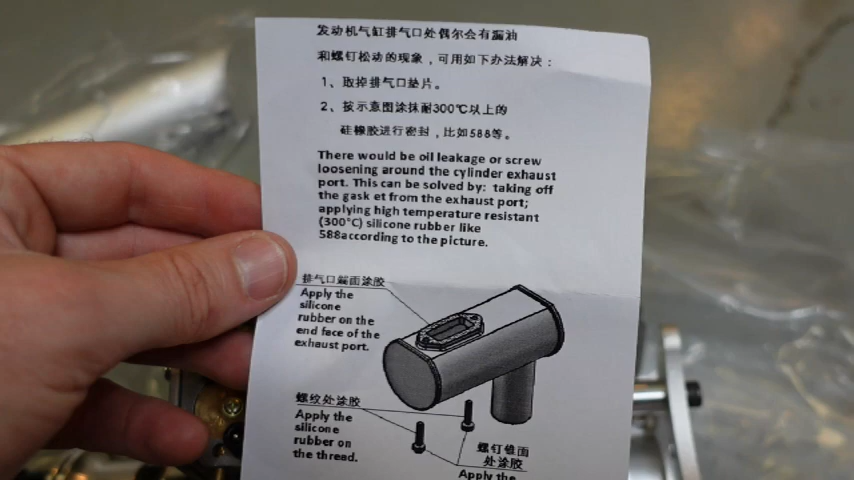 发动机气缸排气口处偶尔会有漏油
和螺钉松动的现象，可用如下办法解决：
1、取掉排气口垫片。
2、按示意图涂抹耐300℃以上的
硅橡胶进行密封，比如588等。
There would be oil leakage or screw
loosening around the cylinder exhaust
port. This can be solved by: taking off
the gask et from the exhaust port;
applying high temperature resistant
(300°C) silicone rubber like
588according to the picture.
排气口端面涂胶
Apply the
silicone
rubber on the
end face of the
exhaust port.
螺纹处涂胶
Apply the
silicone
rubber on
the thread.
螺钉锥面
处涂胶
Apply the